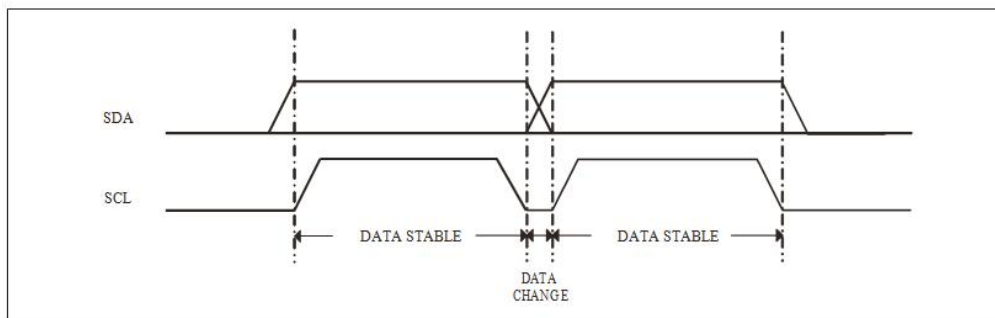 SDA
SCL
DATA STABLE
DATA STABLE
DATA
CHANGE